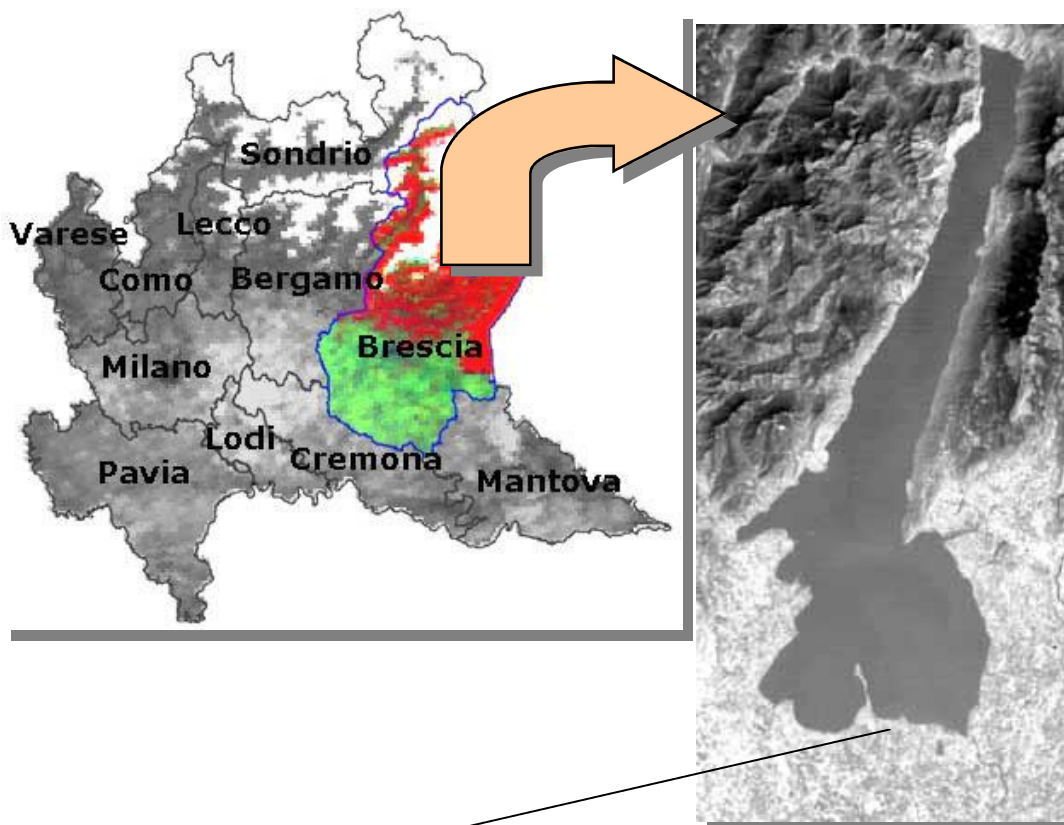 Sondrio
Lecco
Varese
Como
Bergamo
Brescia
Milano
Lodi
Cremona
Pavia
Mantova